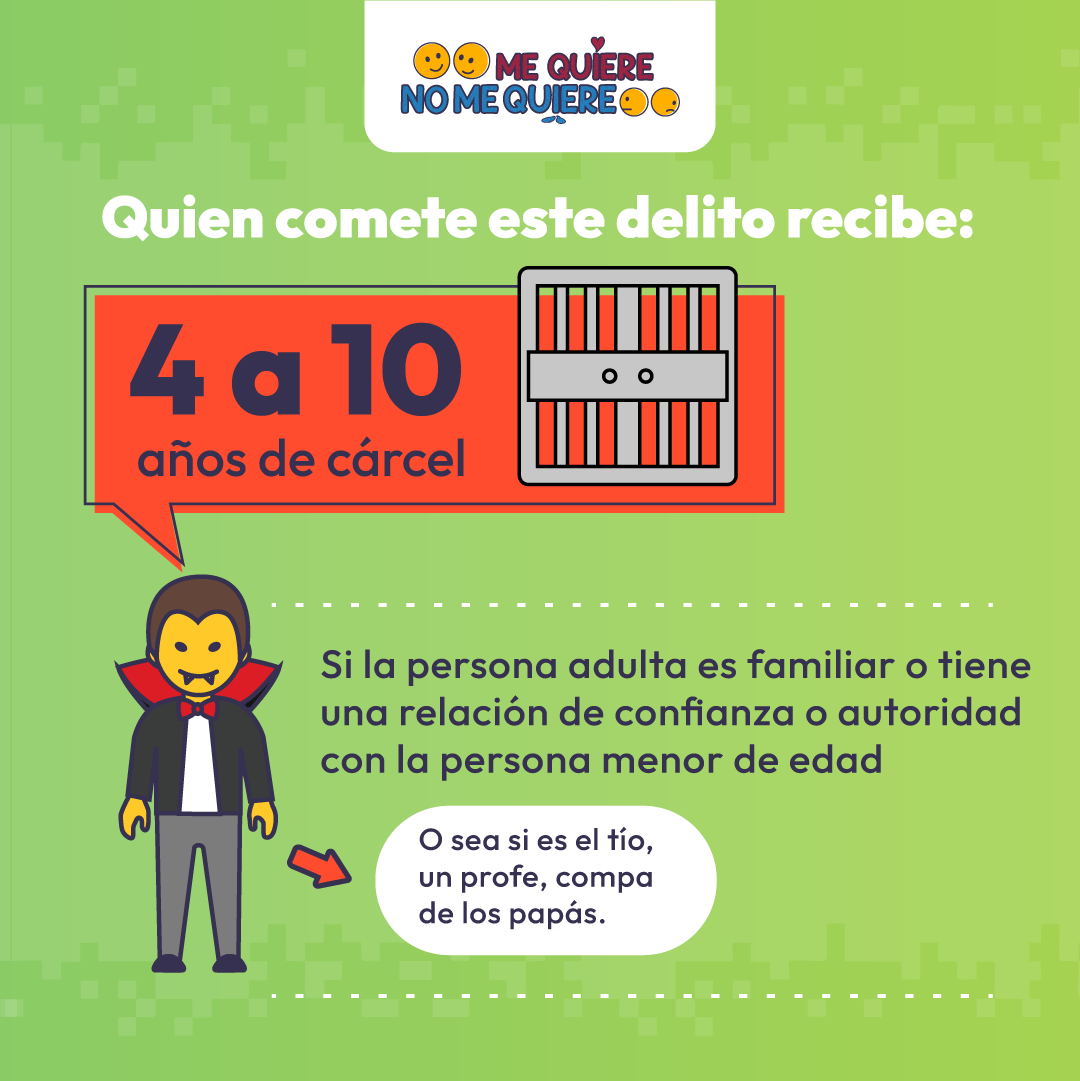 ME QUIERE
NO ME QUIERE
Quien comete este delito recibe:
4 a 10
años de cárcel
Si la persona adulta es familiar o tiene
una relación de confianza o autoridad
con la persona menor de edad
O sea si es el tío,
un profe, compa
de los papás.